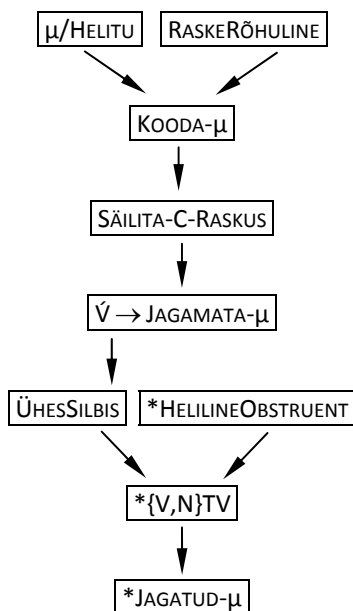 μ/HELITU RASKERÕHULINE
KOODA-μ
SÄILITA-C-RASKUS
V́ → JAGAMATA-μ
ÜHESSILBIS *HELILINEOBSTRUENT
*{V,N}TV
*JAGATUD-μ